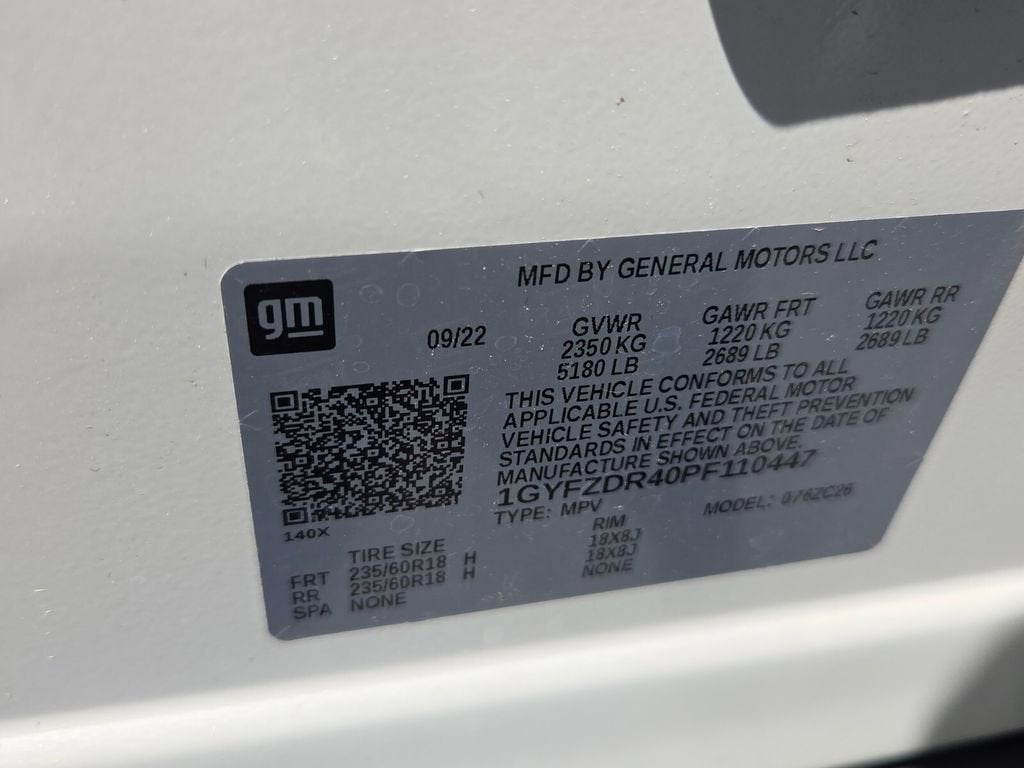 MFD BY GENERAL MOTORS LLC
gm
09/22
GVWR GAWR FRT GAWR RR
2350 KG 1220 KG 1220 KG
5180 LB 2689 LB 2689 LB
THIS VEHICLE CONFORMS TO ALL
APPLICABLE U.S. FEDERAL MOTOR
VEHICLE SAFETY AND THEFT PREVENTION
STANDARDS IN EFFECT ON THE DATE OF
MANUFACTURE SHOWN ABOVE.
1GYFZDR40PF110447
TYPE: MPV MODEL:
140X
TIRE SIZE RIM
FRT 235/60R18 H 18X8J
RR 235/60R18 H 18X8J
SPA NONE NONE